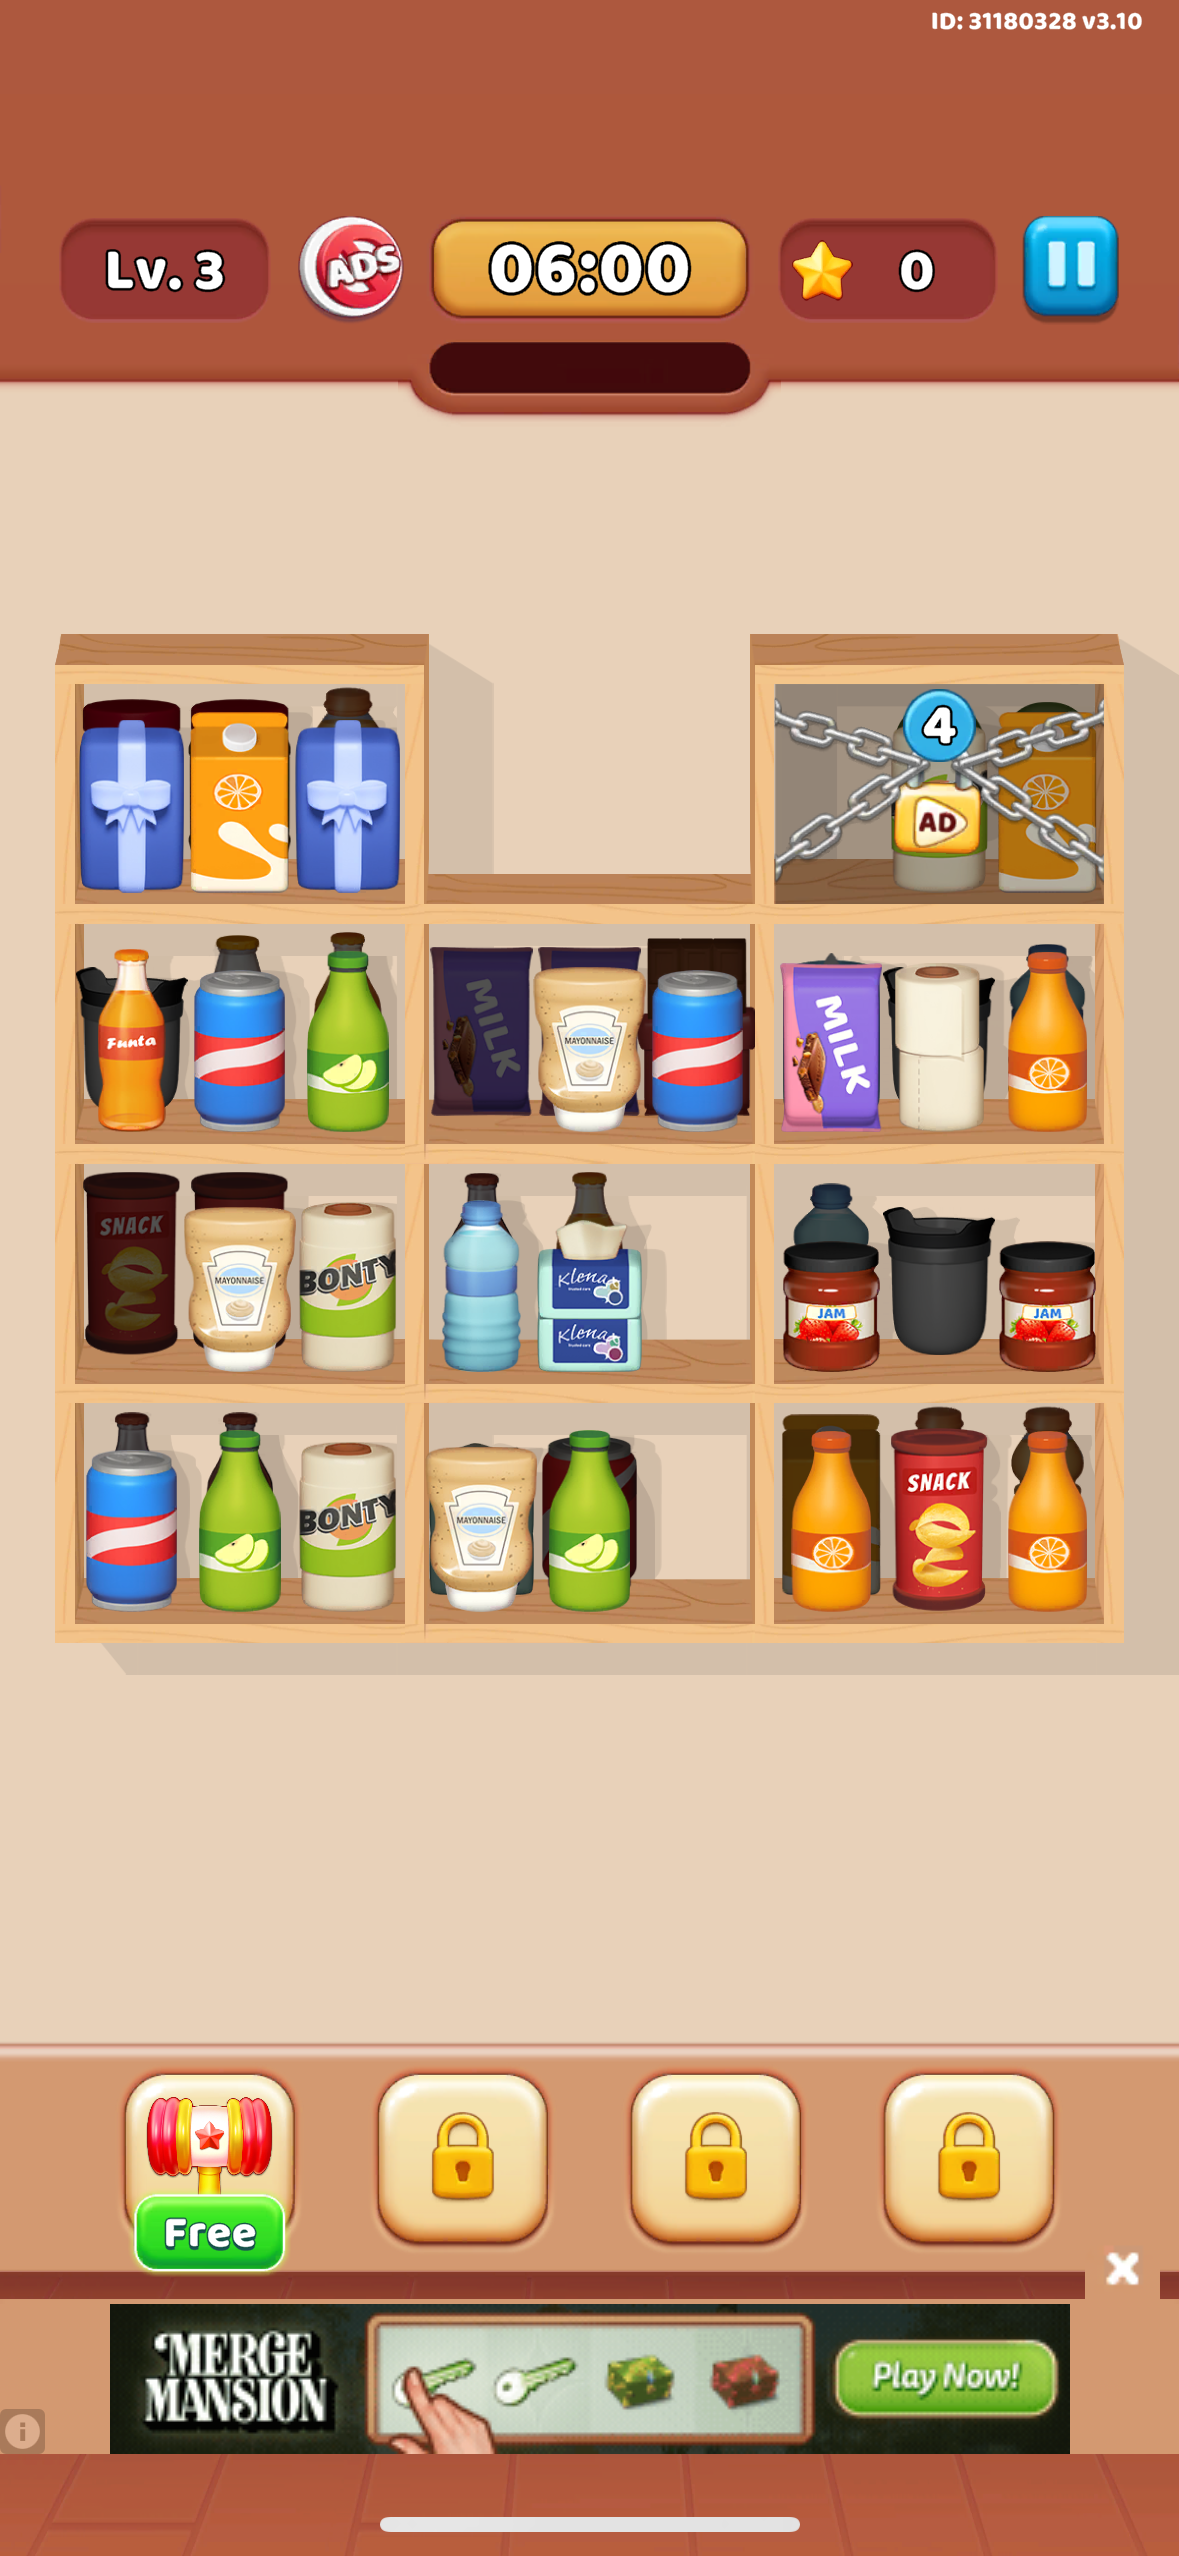 ID: 31180328 v3.10
Lv. 3
ADS
06:00
0
4
AD
Funta
MILK
MAYONNAISE
MILK
SNACK
MAYONNAISE
BONTY
Klena
Klena
JAM
JAM
BONTY
MAYONNAISE
SNACK
Free
X
MERGE
MANSION
Play Now!